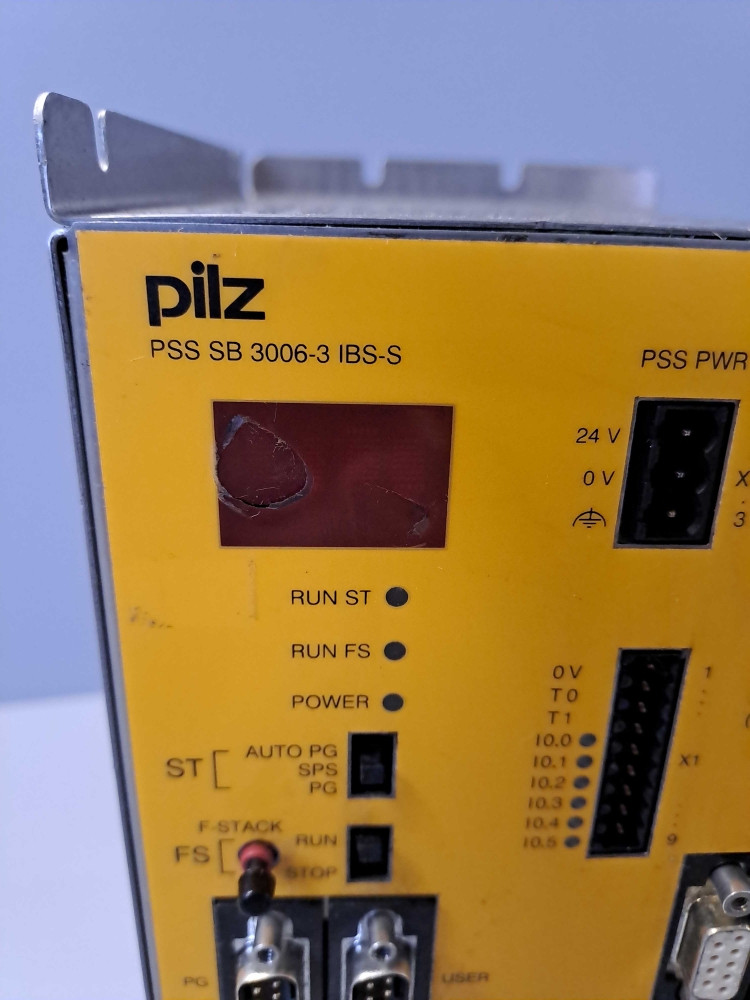 pilz
PSS SB 3006-3 IBS-S
PSS PWR
24 V
0 V
X
3
RUN ST
RUN FS
POWER
ST
AUTO PG
SPS
PG
F-STACK
FS
RUN
STOP
0 V
T0
T1
I0.0
I0.1
I0.2
I0.3
I0.4
I0.5
1
X1
9
PG
USER